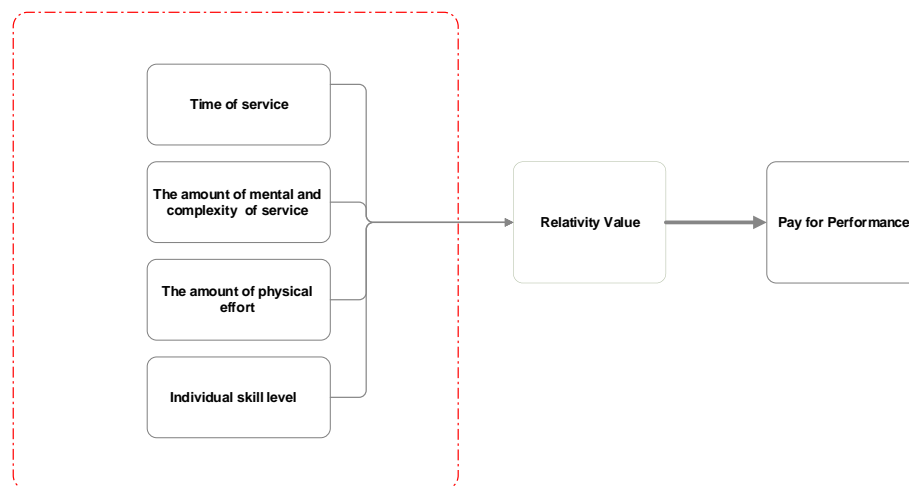 Time of service
The amount of mental and
complexity of service
The amount of physical
effort
Individual skill level
Relativity Value
Pay for Performance